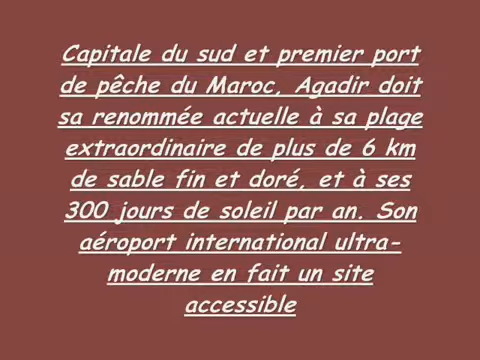 Capitale du sud et premier port
de pêche du Maroc, Agadir doit
sa renommée actuelle à sa plage
extraordinaire de plus de 6 km
de sable fin et doré, et à ses
300 jours de soleil par an. Son
aéroport international ultra-
moderne en fait un site
accessible